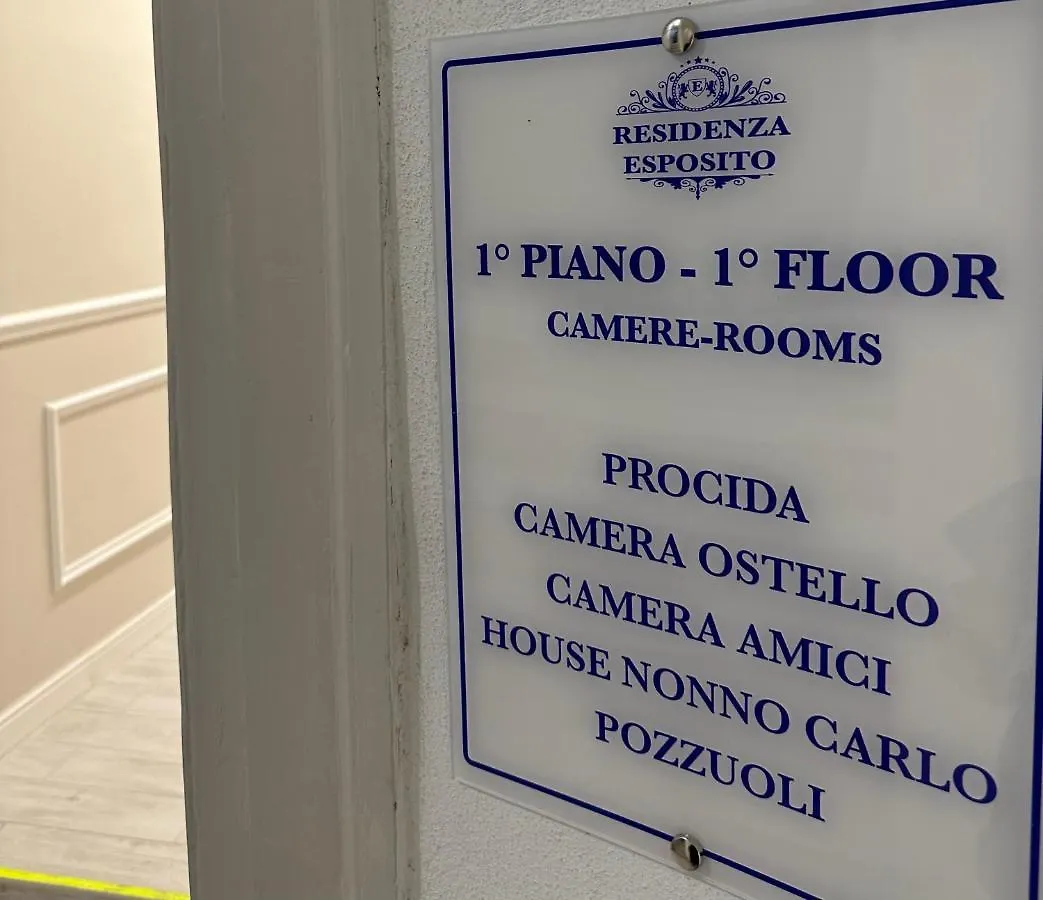 E
RESIDENZA
ESPOSITO
1° PIANO - 1° FLOOR
CAMERE-ROOMS
PROCIDA
CAMERA OSTELLO
CAMERA AMICI
HOUSE NONNO CARLO
POZZUOLI